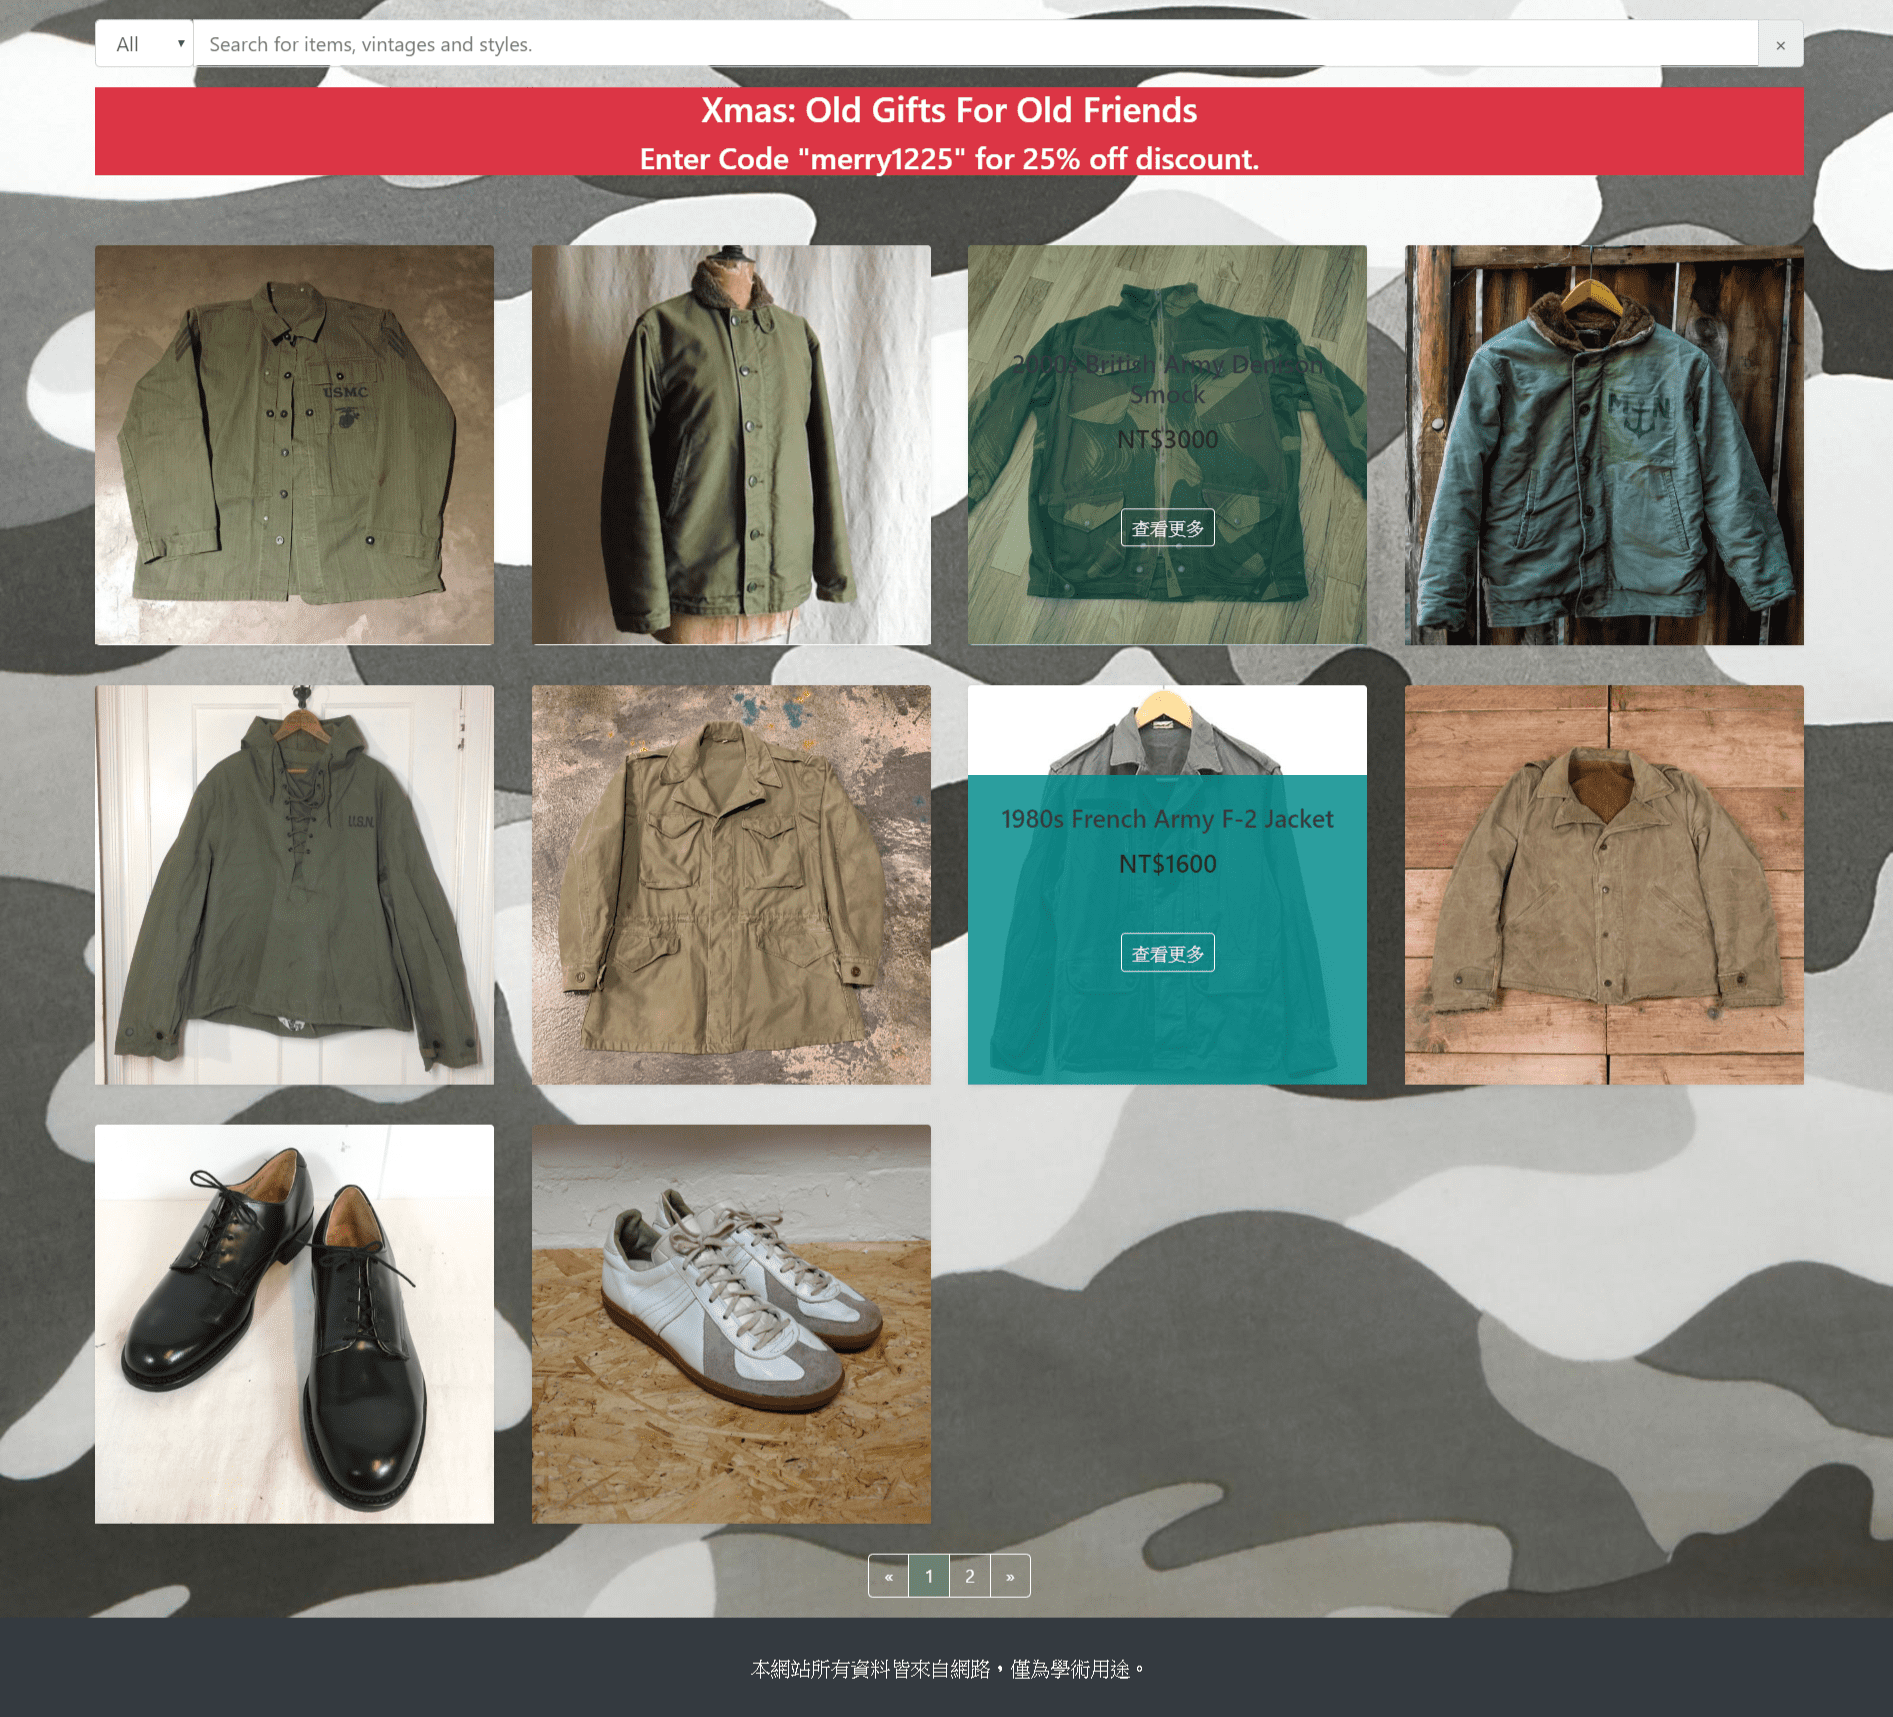 All
Search for items, vintages and styles.
×
Xmas: Old Gifts For Old Friends
Enter Code "merry1225" for 25% off discount.
USMC
British Army Denison
Smock
NT$3000
查看更多
N
U.S.N.
1980s French Army F-2 Jacket
NT$1600
查看更多
« 1 2 »
本網站所有資料皆來自網路，僅為學術用途。